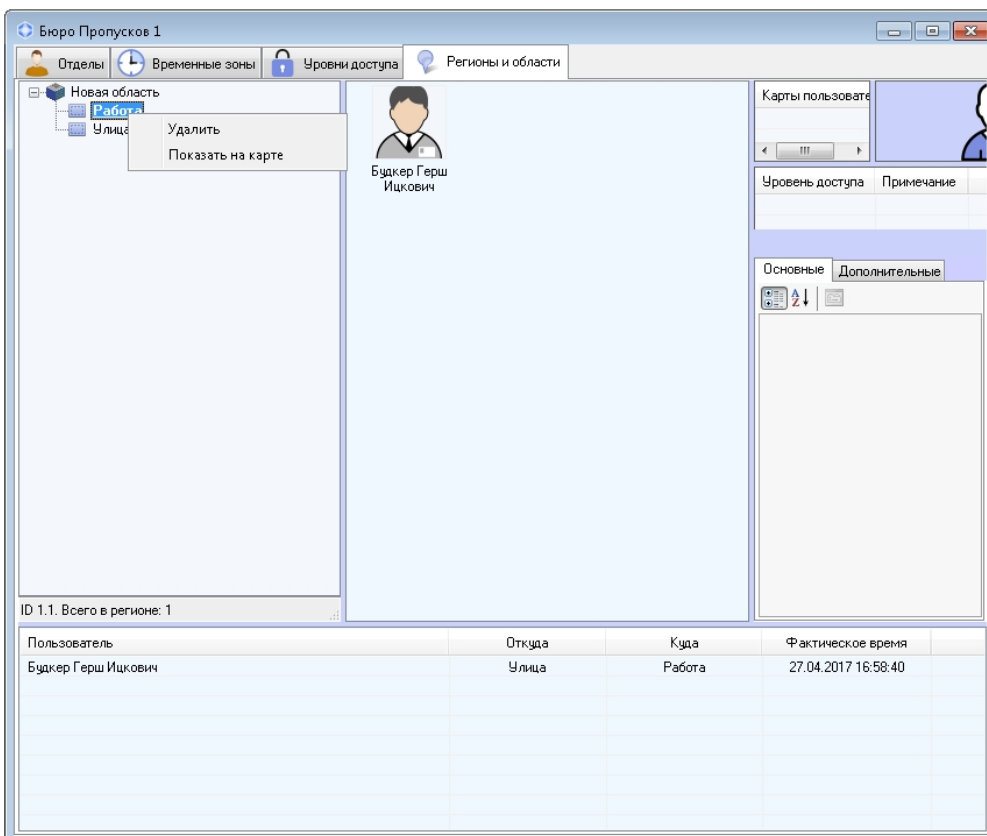 Бюро Пропусков 1
Отделы
Временные зоны
Уровни доступа
Регионы и области
Новая область
Работа
Улица
Удалить
Показать на карте
Будкер Герш
Ицкович
Карты пользовате
Уровень доступа Примечание
Основные Дополнительные
ID 1.1. Всего в регионе: 1
Пользователь Откуда Куда Фактическое время
Будкер Герш Ицкович Улица Работа 27.04.2017 16:58:40